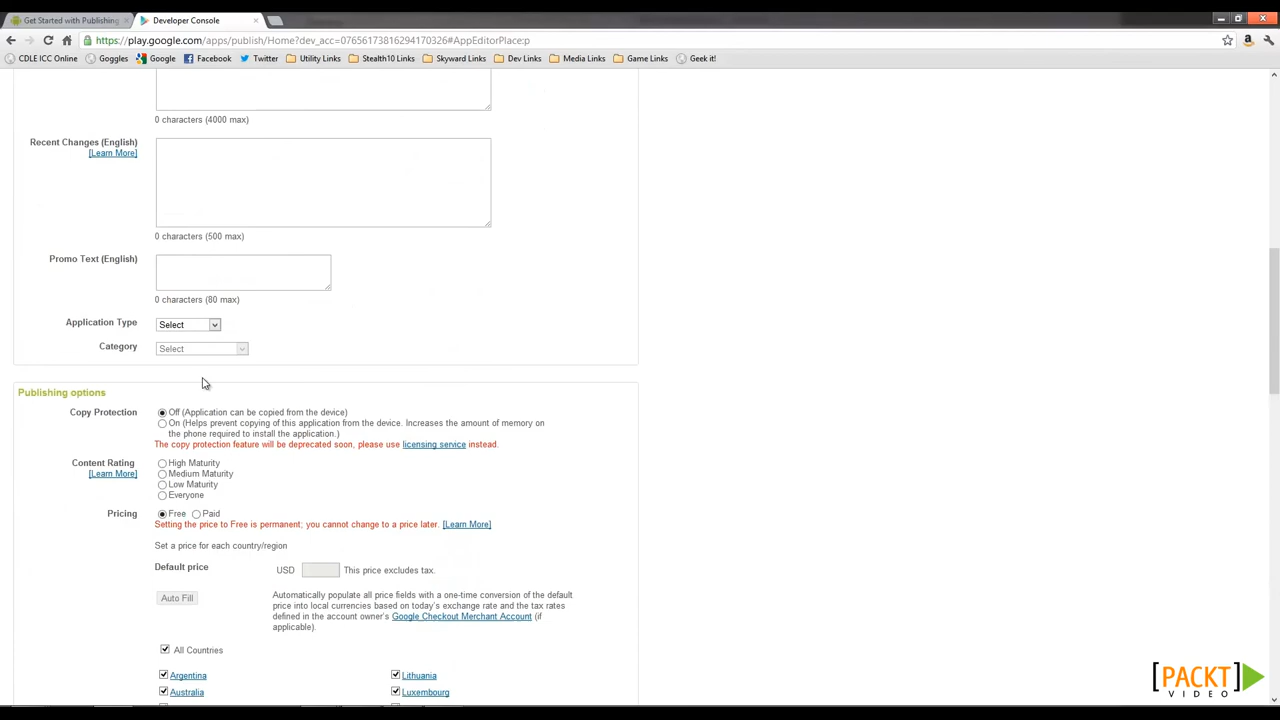 Get Started with Publishing
Developer Console
https://play.google.com/apps/publish/Home?dev_acc=07656173816294170326#AppEditorPlace:p
CDLE ICC Online Goggles Google Facebook Twitter Utility Links Stealth10 Links Skyward Links Dev Links Media Links Game Links Geek it!
0 characters (4000 max)
Recent Changes (English)
[Learn More]
0 characters (500 max)
Promo Text (English)
0 characters (80 max)
Application Type Select
Category Select
Publishing options
Copy Protection Off (Application can be copied from the device)
On (Helps prevent copying of this application from the device. Increases the amount of memory on
the phone required to install the application.)
The copy protection feature will be deprecated soon, please use licensing service instead.
Content Rating High Maturity
[Learn More] Medium Maturity
Low Maturity
Everyone
Pricing Free Paid
Setting the price to Free is permanent; you cannot change to a price later. [Learn More]
Set a price for each country/region
Default price USD This price excludes tax.
Auto Fill Automatically populate all price fields with a one-time conversion of the default
price into local currencies based on today's exchange rate and the tax rates
defined in the account owner's Google Checkout Merchant Account (if
applicable).
All Countries
Argentina Lithuania
Australia Luxembourg
[PACKT]
VIDEO